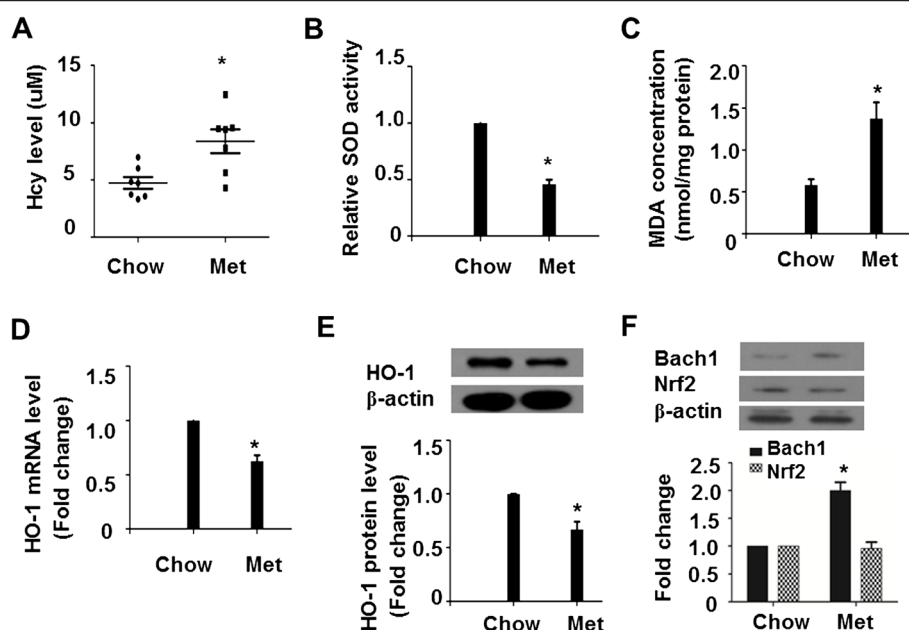 A
Hcy level (uM)
15
10
5
0
*
Chow Met
B
Relative SOD activity
1.0
0.5
0
*
Chow Met
C
MDA concentration
(nmol/mg protein)
2.0
1.5
1.0
0.5
0
*
Chow Met
D
HO-1 mRNA level
(Fold change)
1.5
1.0
0.5
0
*
Chow Met
E
HO-1
β-actin
HO-1 protein level
(Fold change)
1.5
1.0
0.5
0
*
Chow Met
F
Bach1
Nrf2
β-actin
Bach1
Nrf2
Fold change
2.5
2.0
1.0
0.5
0
*
Chow Met